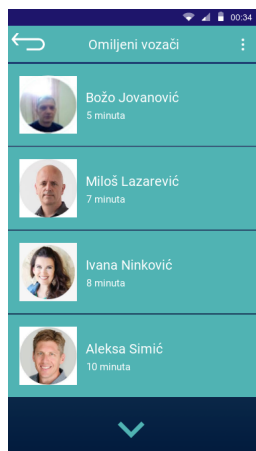 00:34
Omiljeni vozači
Božo Jovanović
5 minuta
Miloš Lazarević
7 minuta
Ivana Ninković
8 minuta
Aleksa Simić
10 minuta